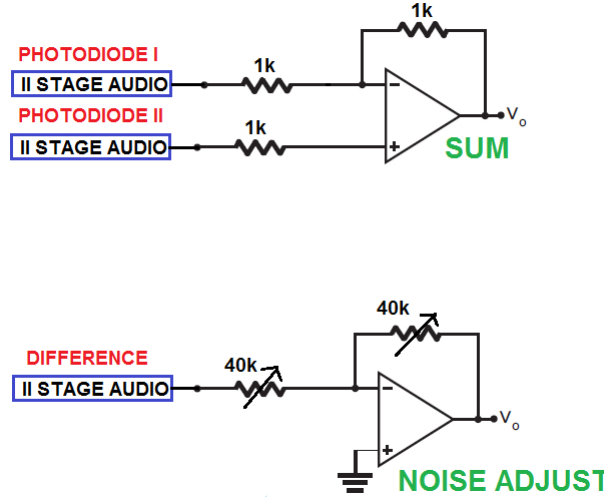 1k
PHOTODIODE I
1k
II STAGE AUDIO
−
PHOTODIODE II
Vo
1k
II STAGE AUDIO
+
SUM
40k
DIFFERENCE
40k
II STAGE AUDIO
−
Vo
+
NOISE ADJUST